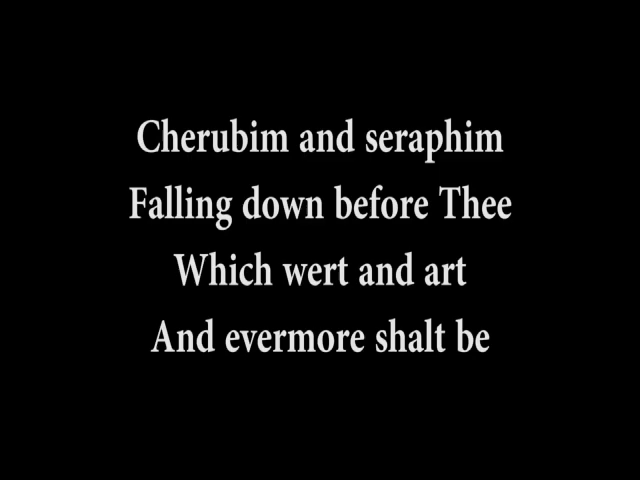 Cherubim and seraphim
Falling down before Thee
Which wert and art
And evermore shalt be